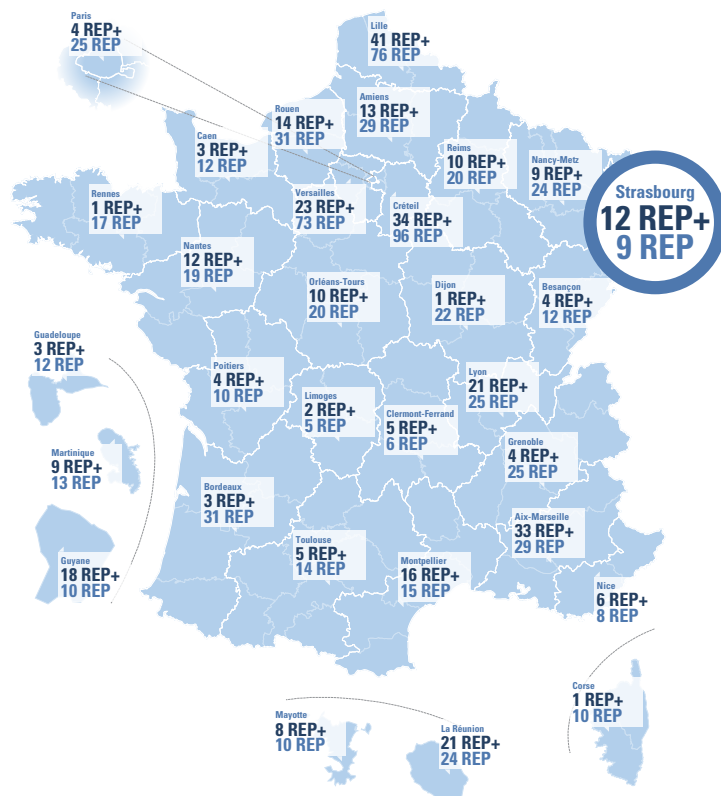 Paris
4 REP+
25 REP
Lille
41 REP+
76 REP
Amiens
13 REP+
29 REP
Rouen
14 REP+
31 REP
Caen
3 REP+
12 REP
Reims
10 REP+
20 REP
Nancy-Metz
9 REP+
24 REP
Strasbourg
12 REP+
9 REP
Rennes
1 REP+
17 REP
Versailles
23 REP+
73 REP
Créteil
34 REP+
96 REP
Nantes
12 REP+
19 REP
Orléans-Tours
10 REP+
20 REP
Dijon
1 REP+
22 REP
Besançon
4 REP+
12 REP
Guadeloupe
3 REP+
12 REP
Poitiers
4 REP+
10 REP
Limoges
2 REP+
5 REP
Clermont-Ferrand
5 REP+
6 REP
Lyon
21 REP+
25 REP
Grenoble
4 REP+
25 REP
Martinique
9 REP+
13 REP
Bordeaux
3 REP+
31 REP
Aix-Marseille
33 REP+
29 REP
Toulouse
5 REP+
14 REP
Montpellier
16 REP+
15 REP
Guyane
18 REP+
10 REP
Nice
6 REP+
8 REP
Corse
1 REP+
10 REP
Mayotte
8 REP+
10 REP
La Réunion
21 REP+
24 REP